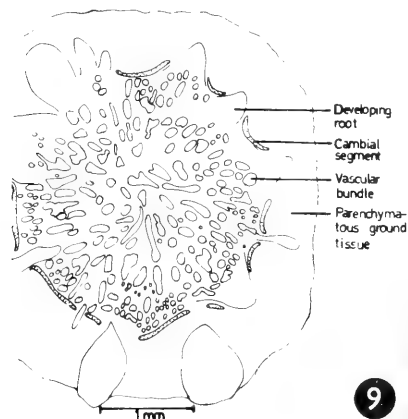 Developing
root
Cambial
segment
Vascular
bundle
Parenchyma-
tous ground
tissue
1 mm
9